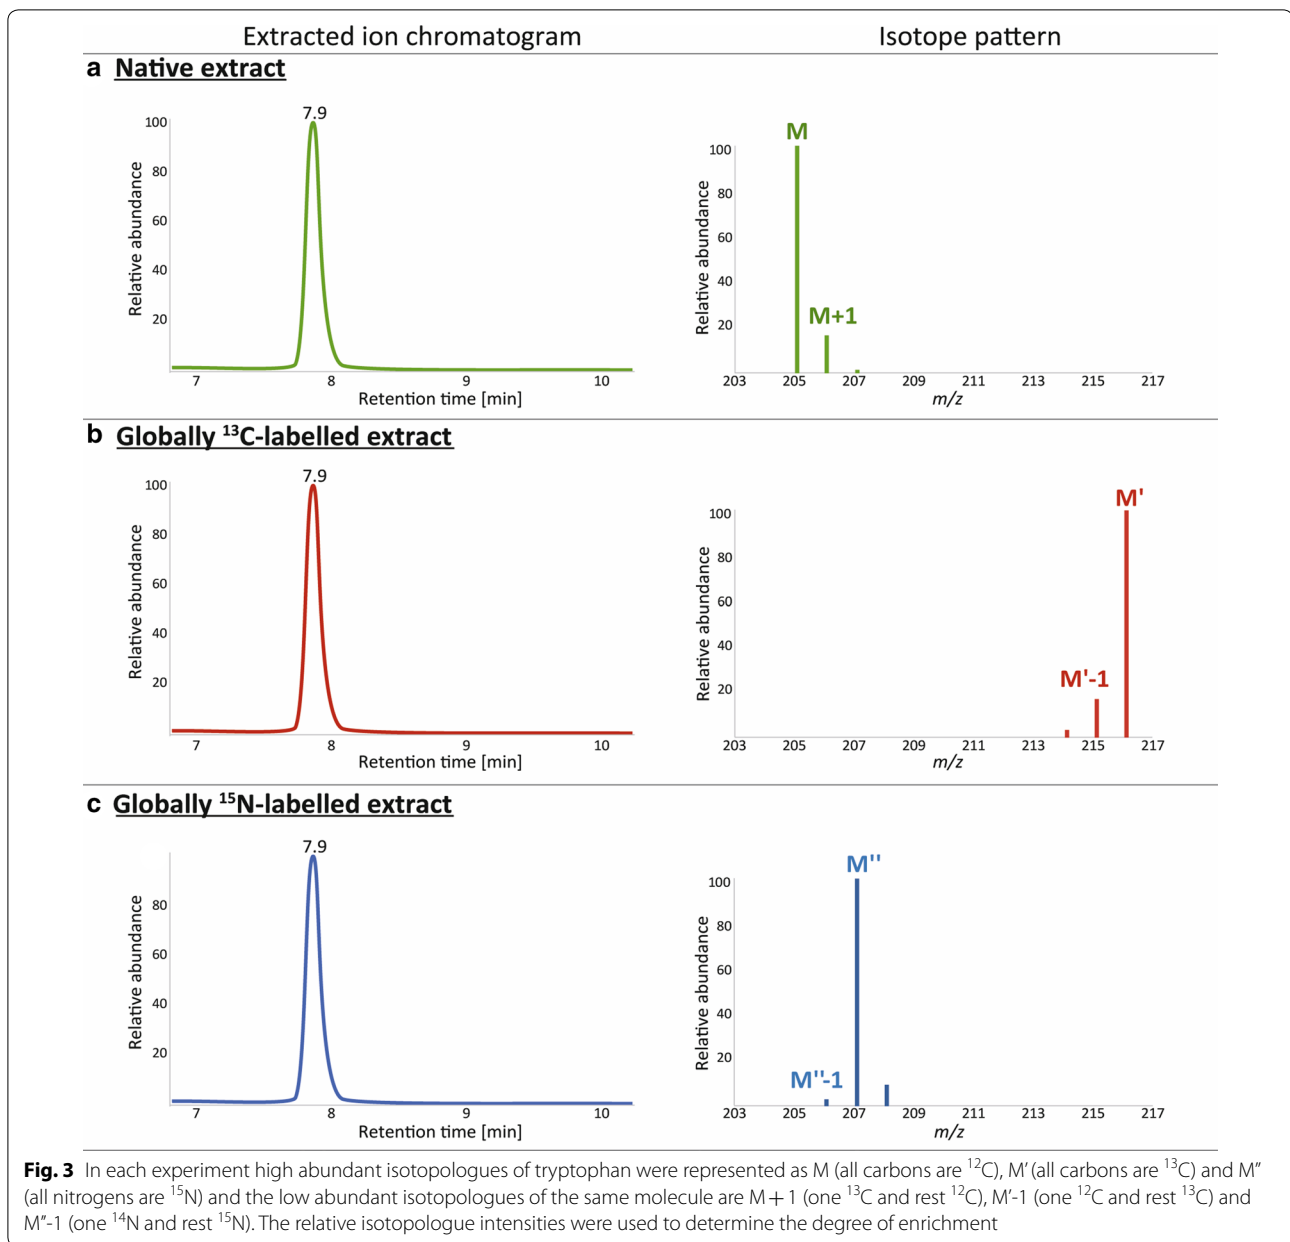 Extracted ion chromatogram
Isotope pattern
a Native extract
7.9
100
80
60
40
20
Relative abundance
7 8 9 10
Retention time [min]
M
M+1
100
80
60
40
20
Relative abundance
203 205 207 209 211 213 215 217
m/z
b Globally ¹³C-labelled extract
7.9
100
80
60
40
20
Relative abundance
7 8 9 10
Retention time [min]
M'
M'-1
100
80
60
40
20
Relative abundance
203 205 207 209 211 213 215 217
m/z
c Globally ¹⁵N-labelled extract
7.9
80
60
40
20
Relative abundance
7 8 9 10
Retention time [min]
M''
M''-1
100
80
60
40
20
Relative abundance
203 205 207 209 211 213 215 217
m/z
Fig. 3 In each experiment high abundant isotopologues of tryptophan were represented as M (all carbons are ¹²C), M′ (all carbons are ¹³C) and M″
(all nitrogens are ¹⁵N) and the low abundant isotopologues of the same molecule are M + 1 (one ¹³C and rest ¹²C), M′-1 (one ¹²C and rest ¹³C) and
M″-1 (one ¹⁴N and rest ¹⁵N). The relative isotopologue intensities were used to determine the degree of enrichment